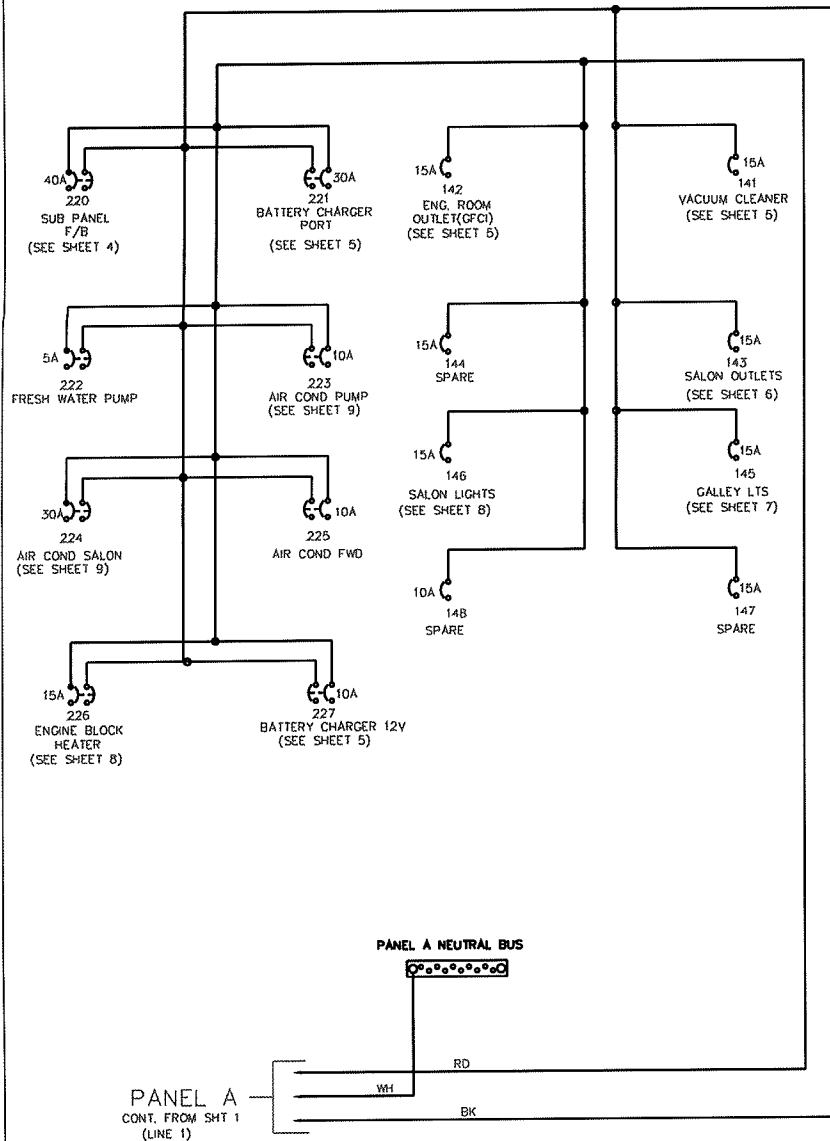 40A
220
SUB PANEL
F/B
(SEE SHEET 4)
30A
221
BATTERY CHARGER
PORT
(SEE SHEET 5)
15A
142
ENG. ROOM
OUTLET(GFCI)
(SEE SHEET 5)
15A
141
VACUUM CLEANER
(SEE SHEET 5)
5A
222
FRESH WATER PUMP
10A
223
AIR COND PUMP
(SEE SHEET 9)
15A
144
SPARE
15A
143
SALON OUTLETS
(SEE SHEET 6)
30A
224
AIR COND SALON
(SEE SHEET 9)
10A
225
AIR COND FWD
15A
146
SALON LIGHTS
(SEE SHEET 8)
15A
145
GALLEY LTS
(SEE SHEET 7)
10A
148
SPARE
15A
147
SPARE
15A
226
ENGINE BLOCK
HEATER
(SEE SHEET 8)
10A
227
BATTERY CHARGER 12V
(SEE SHEET 5)
PANEL A NEUTRAL BUS
RD
WH
BK
PANEL A
CONT. FROM SHT 1
(LINE 1)